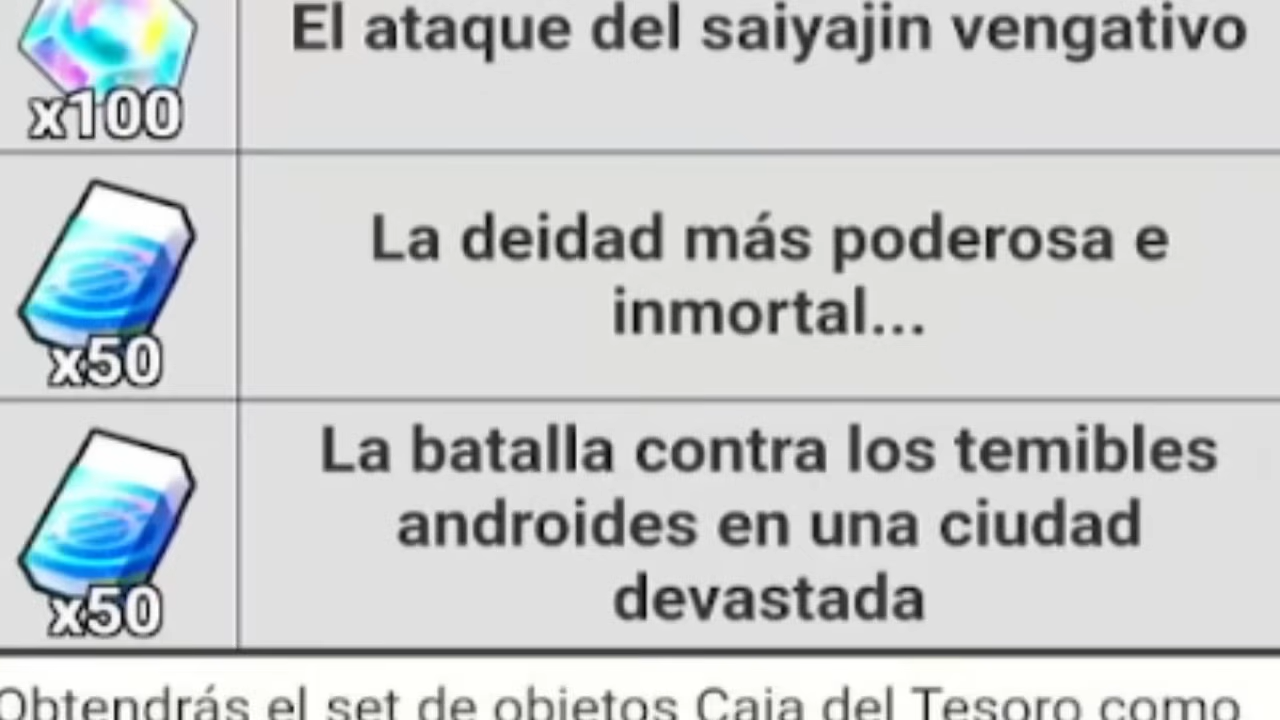 El ataque del saiyajin vengativo
x100
La deidad más poderosa e
inmortal...
x50
La batalla contra los temibles
androides en una ciudad
devastada
x50
Obtendrás el set de objetos Caja del Tesoro como